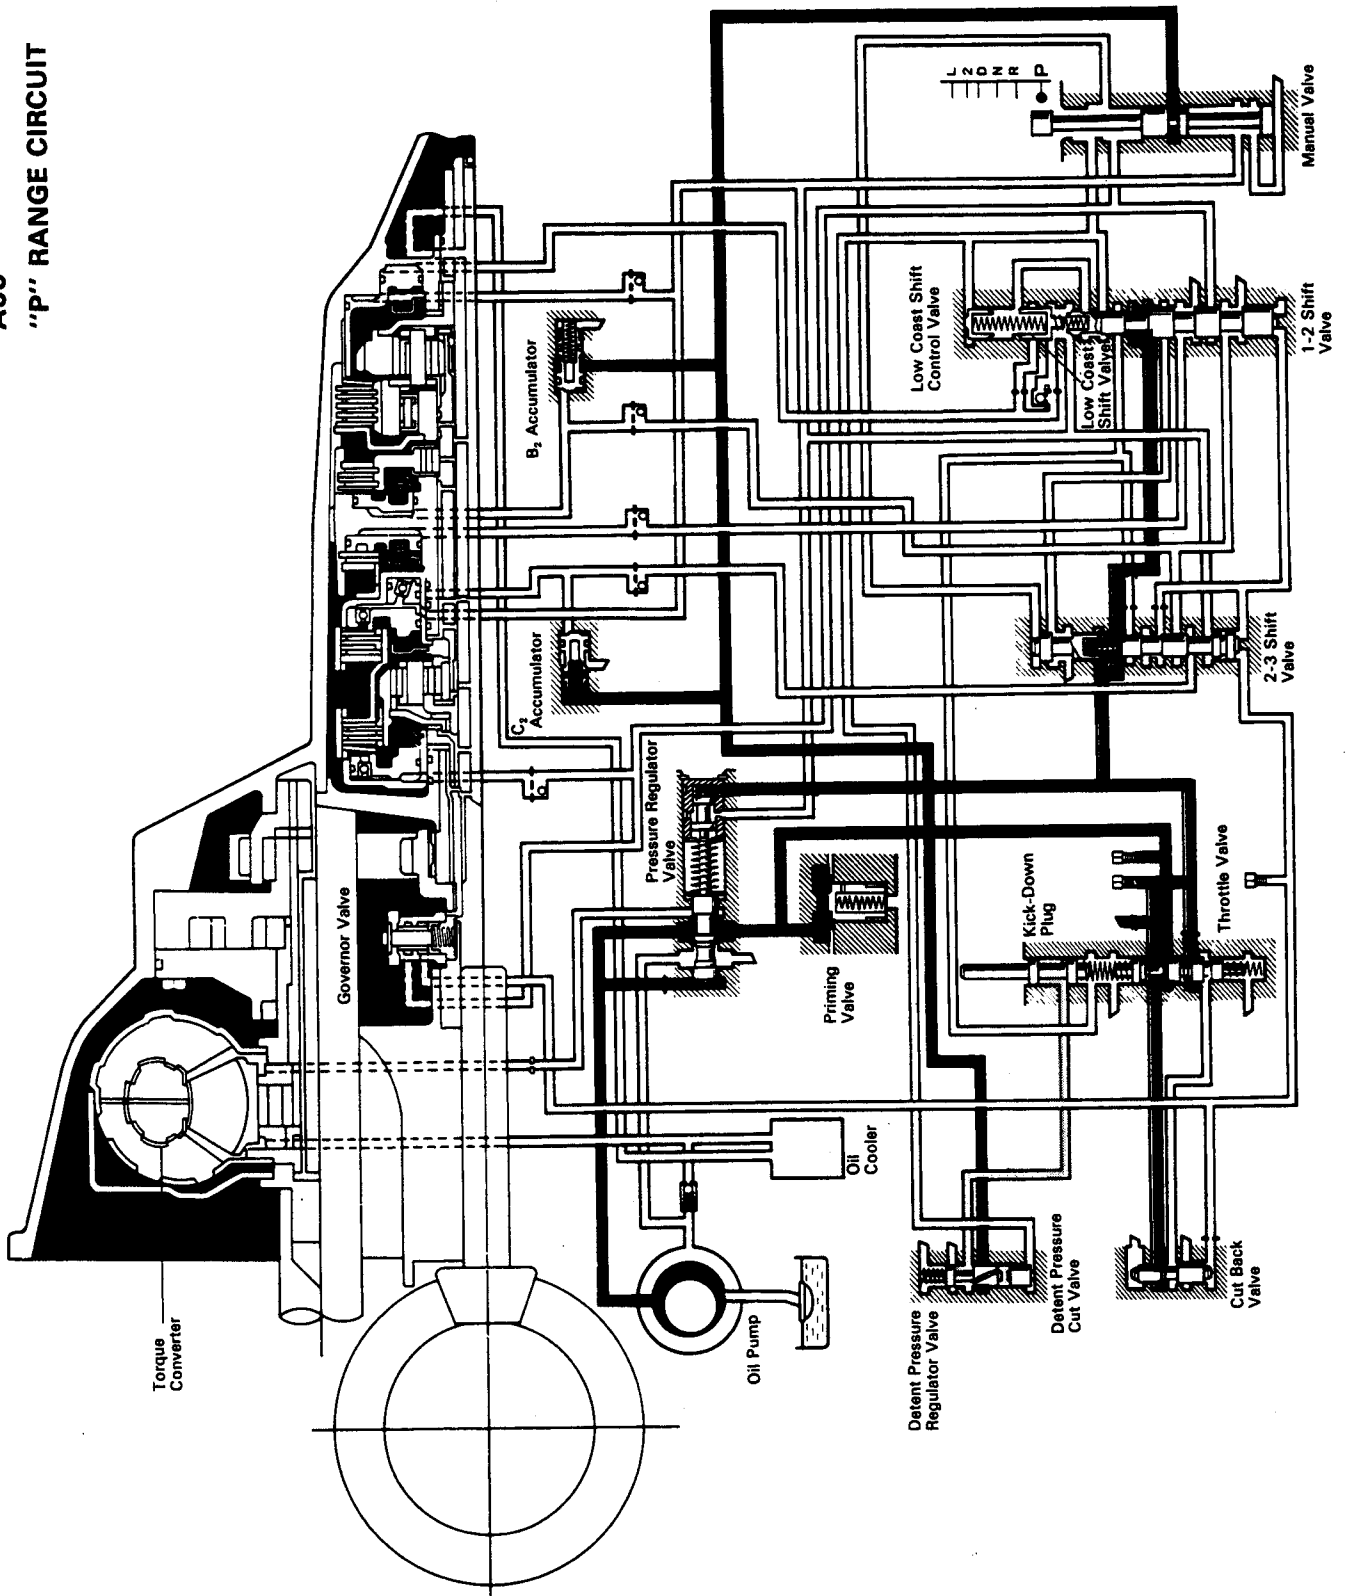 "P" RANGE CIRCUIT
Torque
Converter
Governor Valve
B₂ Accumulator
C₂
Accumulator
Pressure Regulator
Valve
Priming
Valve
Oil
Cooler
Oil Pump
Low Coast Shift
Control Valve
Low Coast
Shift Valve
L
2
D
N
R
P
Manual Valve
1-2 Shift
Valve
2-3 Shift
Valve
Kick-Down
Plug
Throttle Valve
Detent Pressure
Regulator Valve
Detent Pressure
Cut Valve
Cut Back
Valve